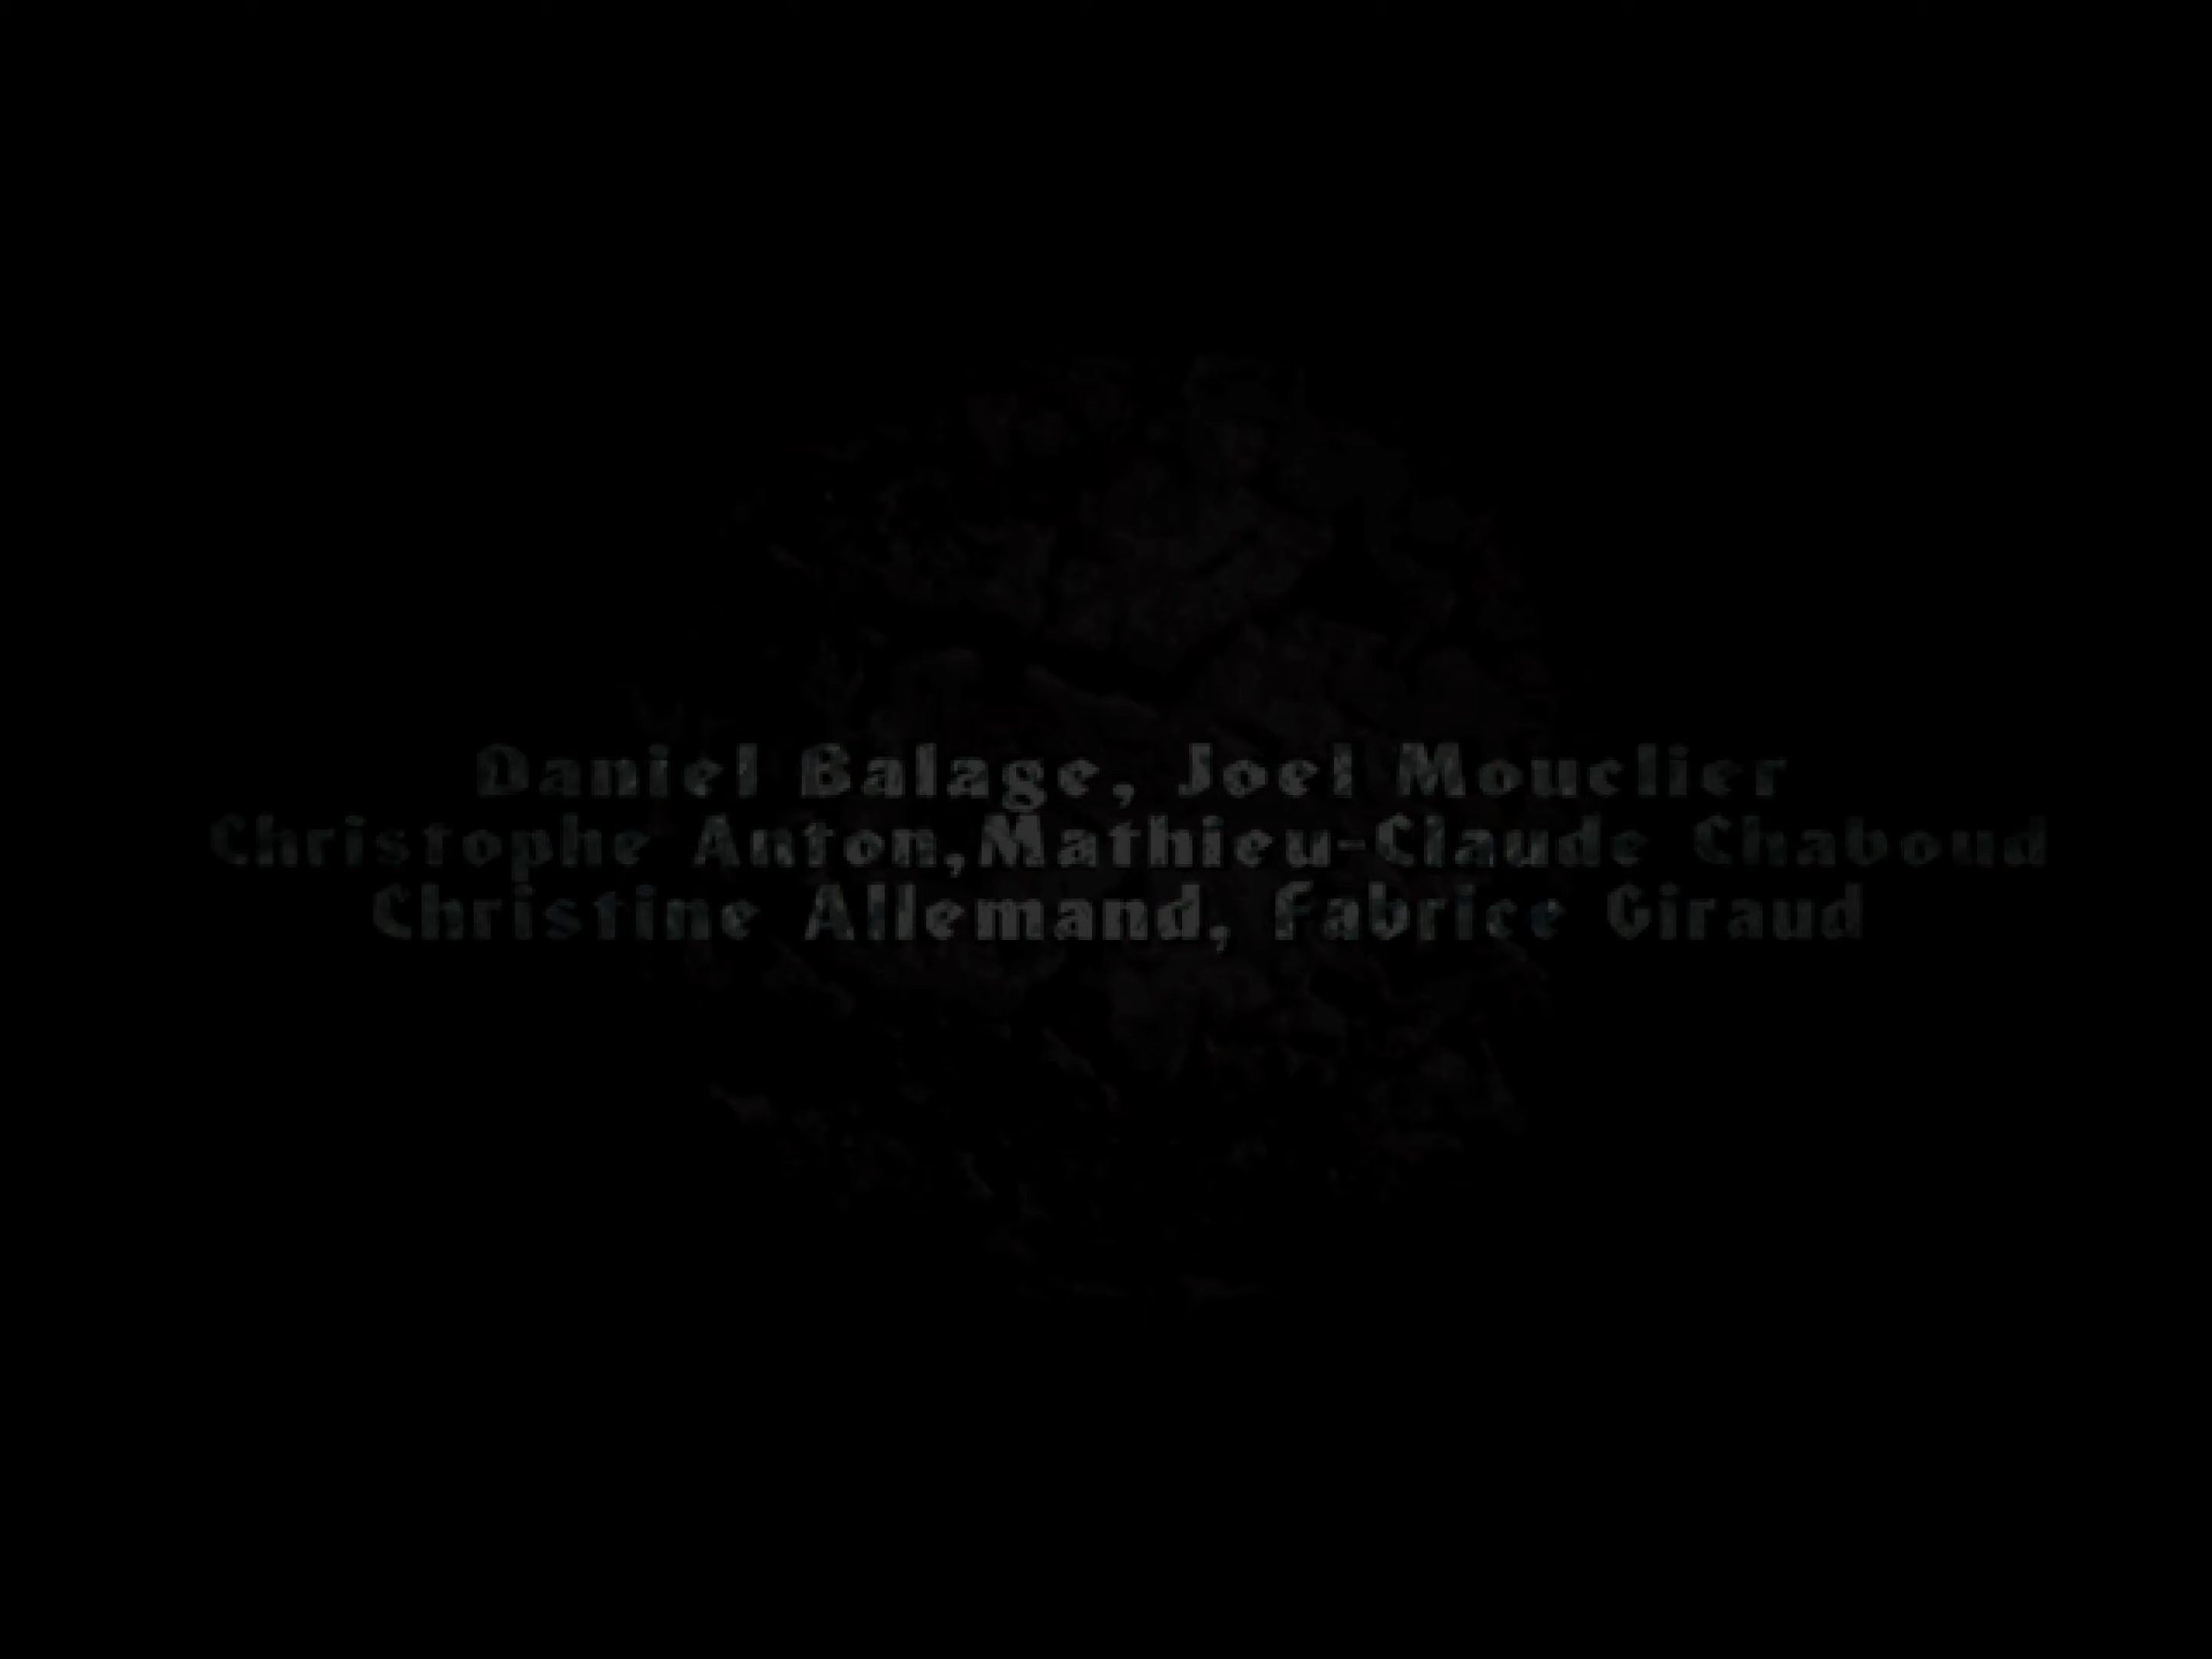 Daniel Balage, Joel Mouclier
Christophe Anton,Mathieu-Claude Chaboud
Christine Allemand, Fabrice Giraud